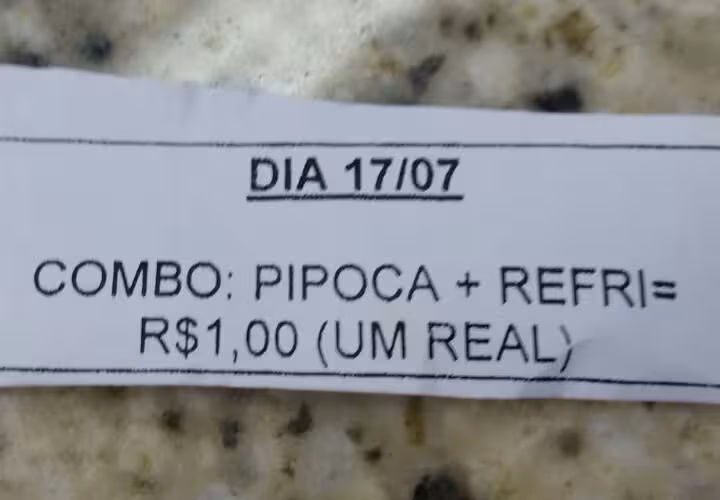 DIA 17/07
COMBO: PIPOCA + REFRI=
R$1,00 (UM REAL)